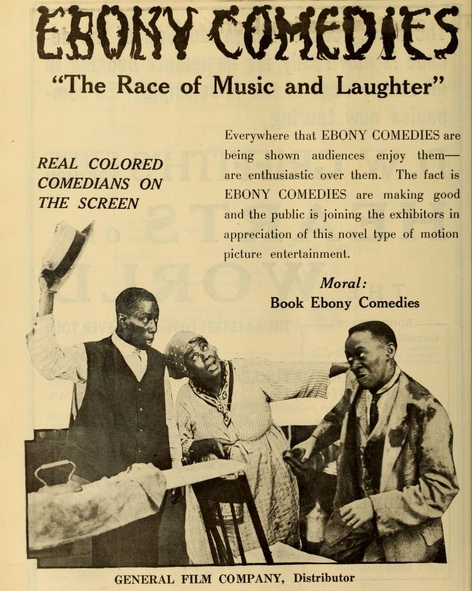 EBONY COMEDIES
“The Race of Music and Laughter”
REAL COLORED
COMEDIANS ON
THE SCREEN
Everywhere that EBONY COMEDIES are
being shown audiences enjoy them—
are enthusiastic over them. The fact is
EBONY COMEDIES are making good
and the public is joining the exhibitors in
appreciation of this novel type of motion
picture entertainment.
Moral:
Book Ebony Comedies
GENERAL FILM COMPANY, Distributor